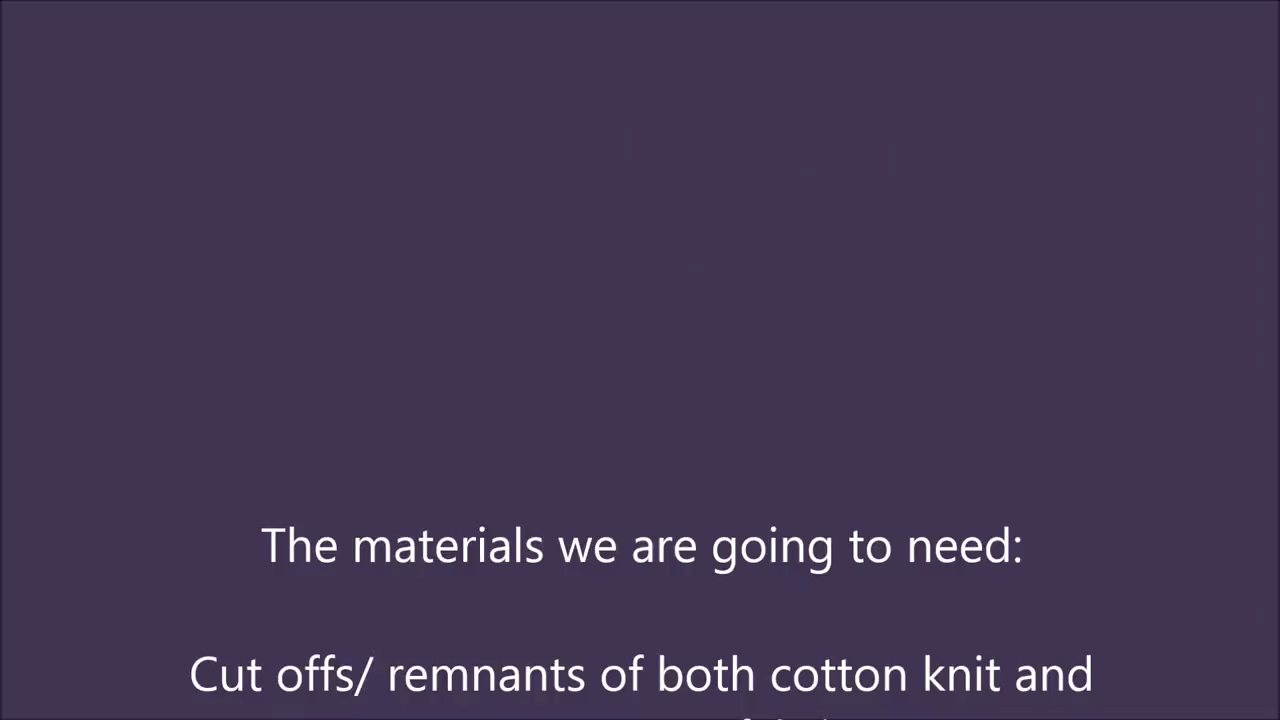 The materials we are going to need:
Cut offs/ remnants of both cotton knit and